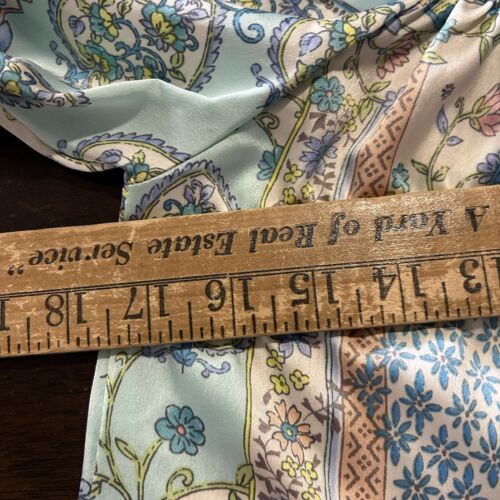 A Yard of Real Estate Service"
18 17 16 15 14 13